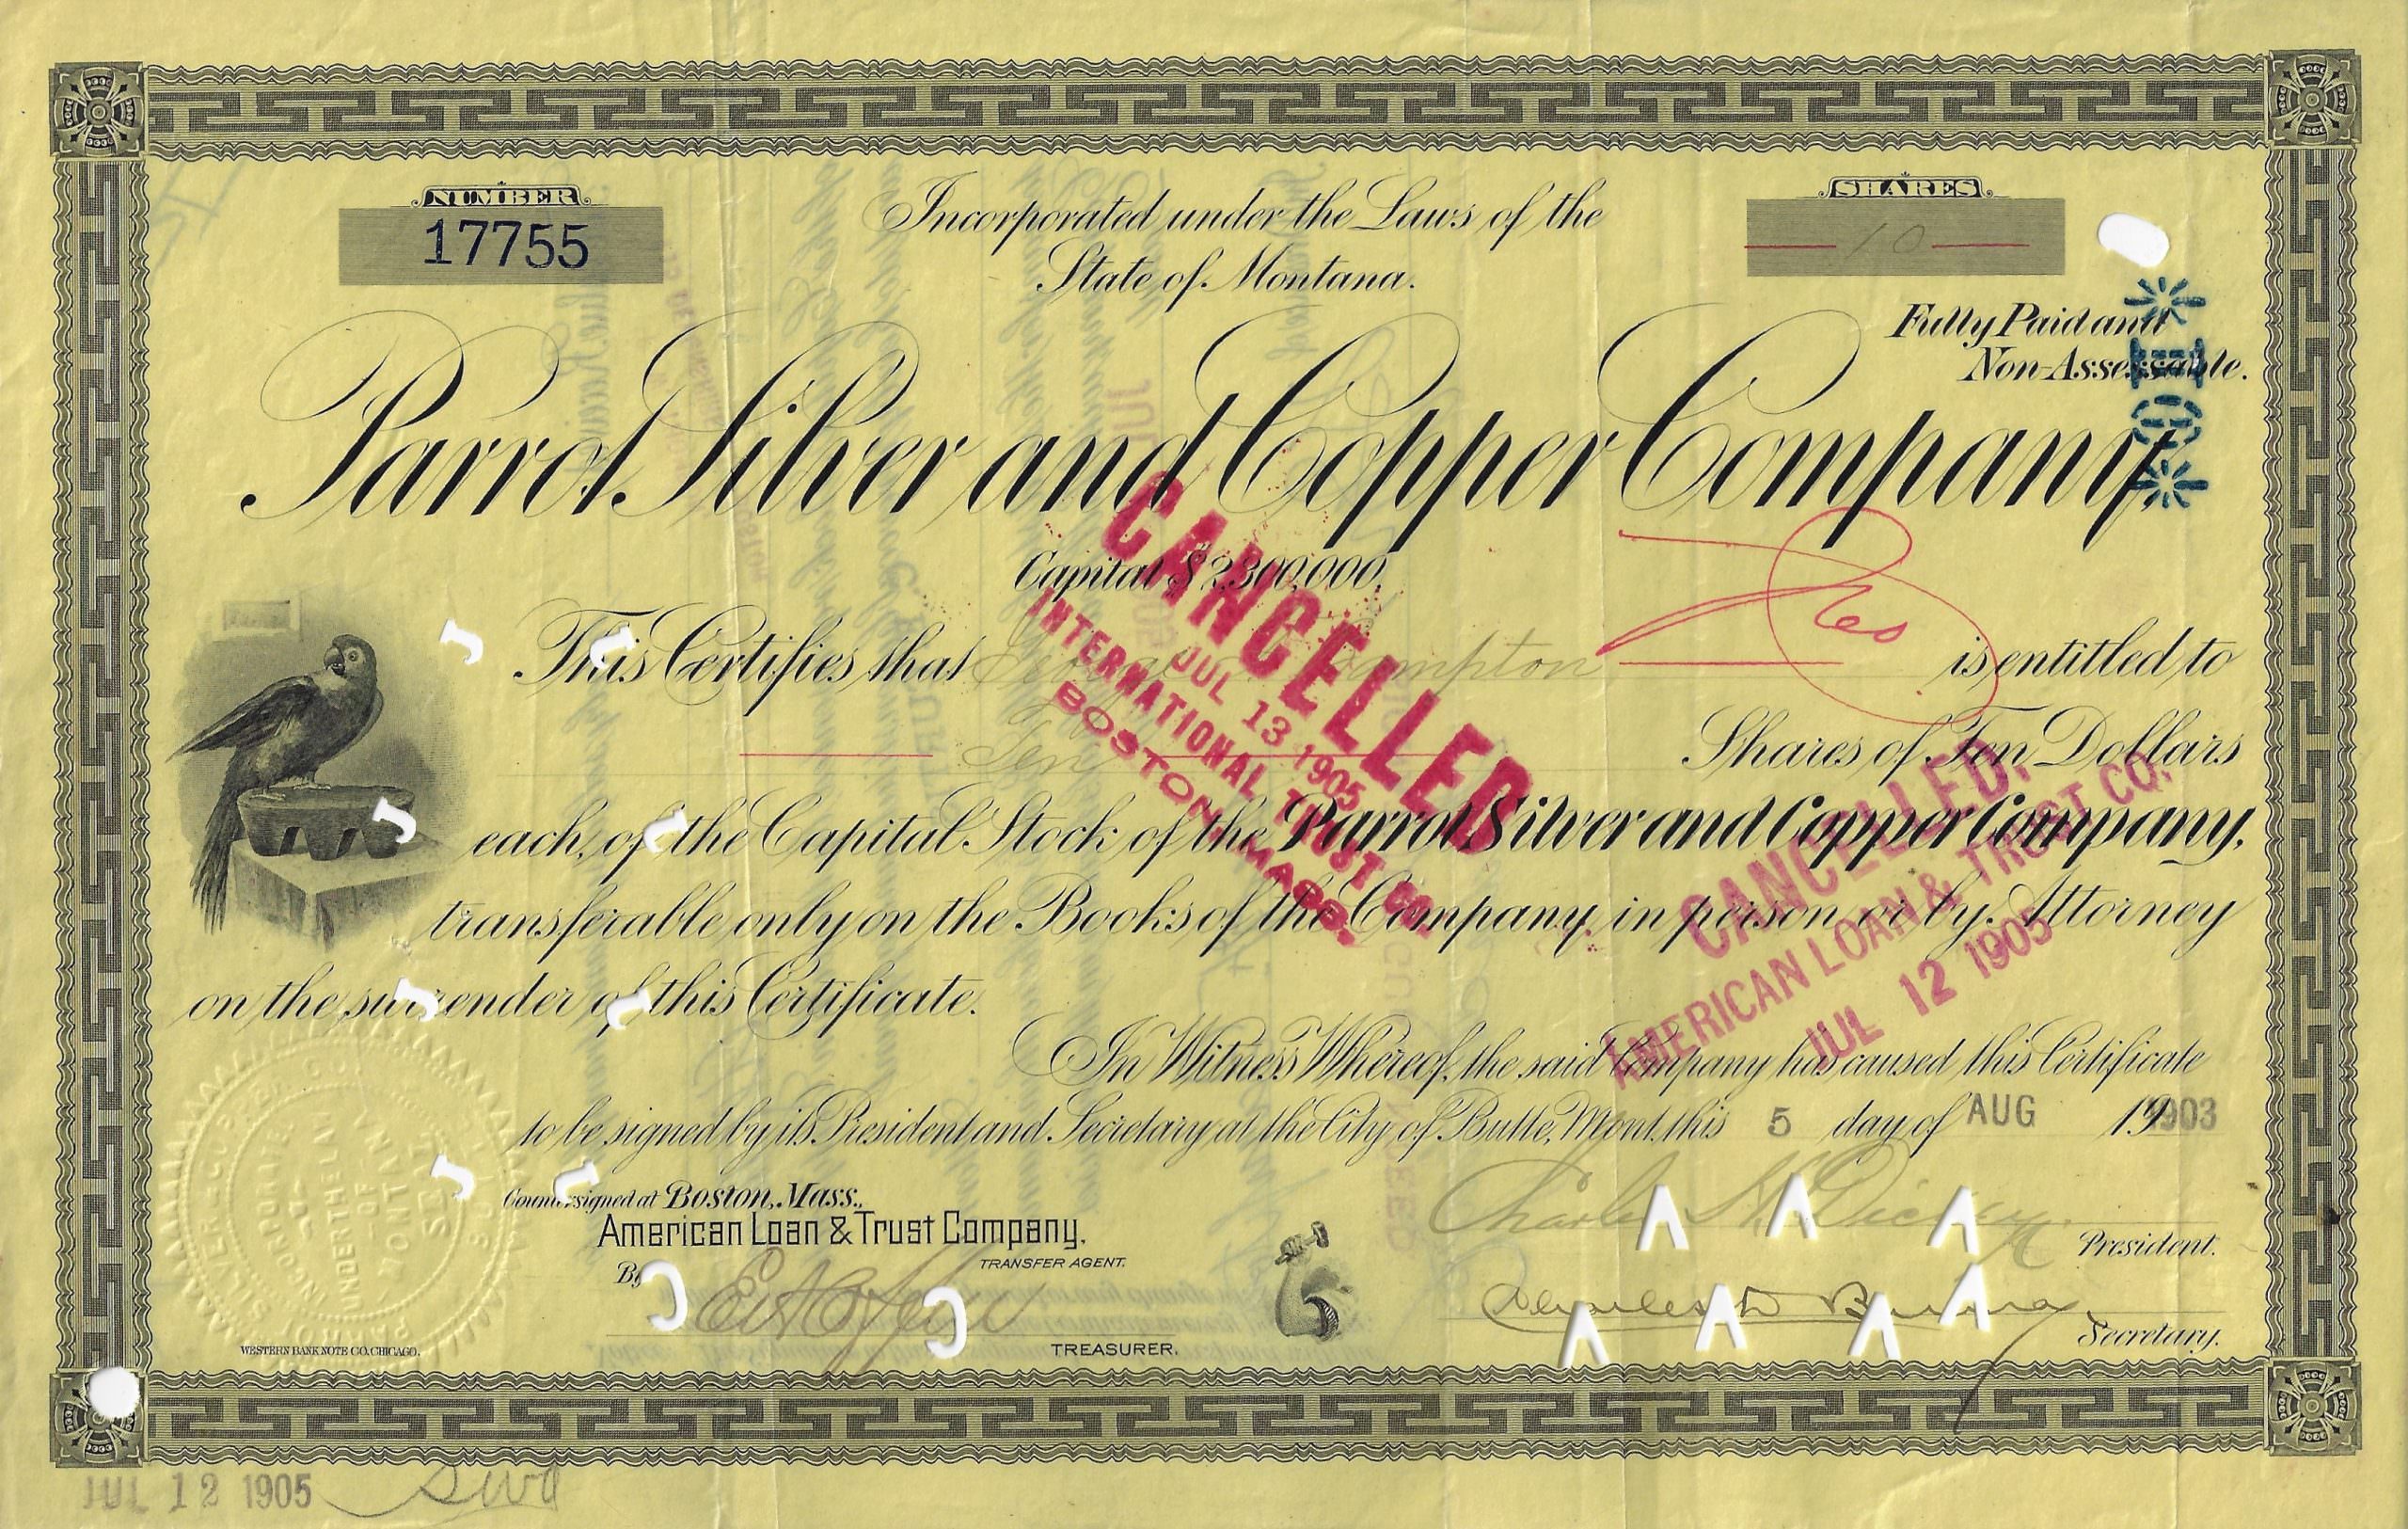 NUMBER
17755
Incorporated under the Laws of the
State of Montana.
SHARES
10
Fully Paid and
Non-Assessable.
*10*
Parrot Silver and Copper Company
Capital $2,300,000.
This Certifies that is entitled to
Ten Shares of Ten Dollars
each, of the Capital Stock of the Parrot Silver and Copper Company,
transferable only on the Books of the Company, in person or by Attorney
on the surrender of this Certificate.
In Witness Whereof, the said Company has caused this Certificate
to be signed by its President and Secretary at the City of Butte, Mont. this 5 day of AUG 1903
Countersigned at Boston, Mass.,
American Loan & Trust Company.
TRANSFER AGENT.
By
TREASURER.
President.
Secretary.
WESTERN BANK NOTE CO. CHICAGO.
CANCELLED
JUL 13 1905
INTERNATIONAL TRUST CO.
BOSTON, MASS.
CANCELLED.
AMERICAN LOAN & TRUST CO.
JUL 12 1905
JUL 12 1905